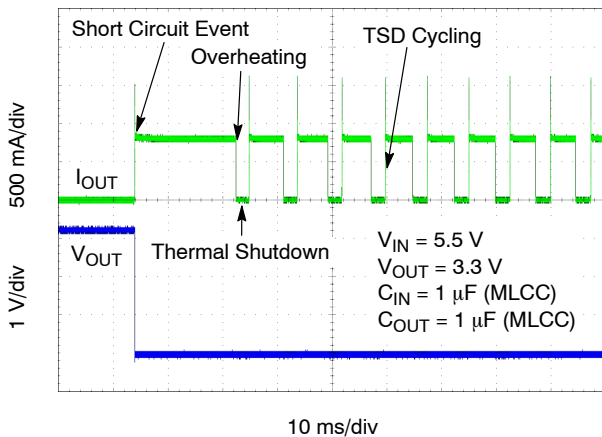 Short Circuit Event
Overheating
TSD Cycling
500 mA/div
I_OUT
Thermal Shutdown
V_OUT
1 V/div
V_IN = 5.5 V
V_OUT = 3.3 V
C_IN = 1 μF (MLCC)
C_OUT = 1 μF (MLCC)
10 ms/div